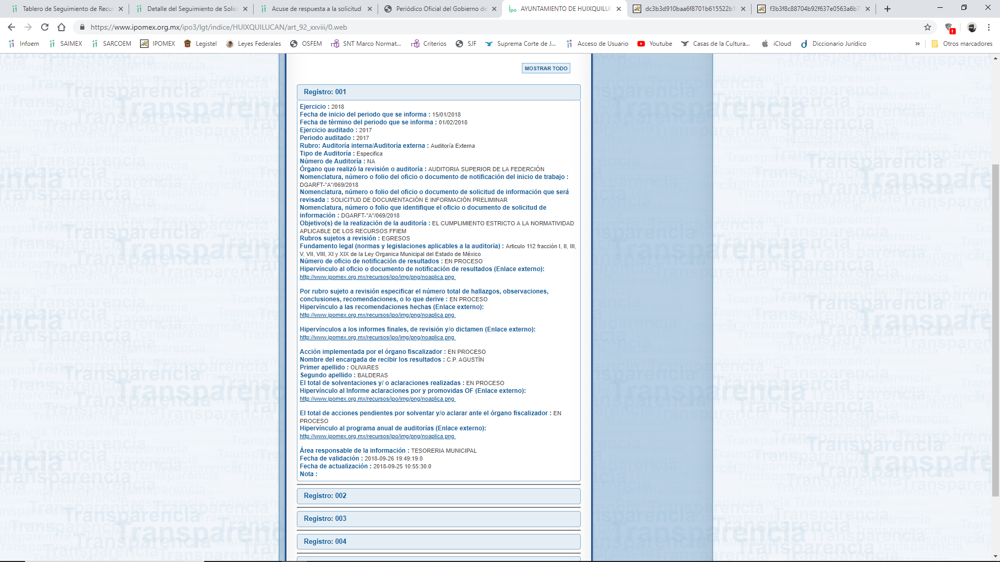 Tablero de Seguimiento de Recu
Detalle del Seguimiento de Solici
Acuse de respuesta a la solicitud
Periódico Oficial del Gobierno de
AYUNTAMIENTO DE HUIXQUILUC
dc3b3d910baa6f8701b615522b1
f3b3f8c88704b92f637e0563a6b7
https://www.ipomex.org.mx/ipo3/lgt/indice/HUIXQUILUCAN/art_92_xxviii/0.web
Infoem SAIMEX SARCOEM IPOMEX Legistel Leyes Federales OSFEM SNT Marco Normat... Criterios SJF Suprema Corte de J... Acceso de Usuario Youtube Casas de la Cultura... iCloud Diccionario Jurídico » Otros marcadores
MOSTRAR TODO
Registro: 001
Ejercicio : 2018
Fecha de inicio del periodo que se informa : 15/01/2018
Fecha de término del periodo que se informa : 01/02/2018
Ejercicio auditado : 2017
Periodo auditado : 2017
Rubro: Auditoría interna/Auditoría externa : Auditoría Externa
Tipo de Auditoría : Especifica
Número de Auditoría : NA
Órgano que realizó la revisión o auditoría : AUDITORIA SUPERIOR DE LA FEDERCIÓN
Nomenclatura, número o folio del oficio o documento de notificación del inicio de trabajo :
DGARFT-"A"/069/2018
Nomenclatura, número o folio del oficio o documento de solicitud de información que será
revisada : SOLICITUD DE DOCUMENTACIÓN E INFORMACIÓN PRELIMINAR
Nomenclatura, número o folio que identifique el oficio o documento de solicitud de
información : DGARFT-"A"/069/2018
Objetivo(s) de la realización de la auditoría : EL CUMPLIMIENTO ESTRICTO A LA NORMATIVIDAD
APLICABLE DE LOS RECURSOS FFIEM
Rubros sujetos a revisión : EGRESOS
Fundamento legal (normas y legislaciones aplicables a la auditoría) : Articulo 112 fracción I, II, III,
V, VII, VIII, XI y XIX de la Ley Organica Municipal del Estado de México
Número de oficio de notificación de resultados : EN PROCESO
Hipervínculo al oficio o documento de notificación de resultados (Enlace externo):
http://www.ipomex.org.mx/recursos/ipo/img/png/noaplica.png
Por rubro sujeto a revisión especificar el número total de hallazgos, observaciones,
conclusiones, recomendaciones, o lo que derive : EN PROCESO
Hipervínculo a las recomendaciones hechas (Enlace externo):
http://www.ipomex.org.mx/recursos/ipo/img/png/noaplica.png
Hipervínculos a los informes finales, de revisión y/o dictamen (Enlace externo):
http://www.ipomex.org.mx/recursos/ipo/img/png/noaplica.png
Acción implementada por el órgano fiscalizador : EN PROCESO
Nombre del encargada de recibir los resultados : C.P. AGUSTÍN
Primer apellido : OLIVARES
Segundo apellido : BALDERAS
El total de solventaciones y/ o aclaraciones realizadas : EN PROCESO
Hipervínculo al Informe aclaraciones por y promovidas OF (Enlace externo):
http://www.ipomex.org.mx/recursos/ipo/img/png/noaplica.png
El total de acciones pendientes por solventar y/o aclarar ante el órgano fiscalizador : EN
PROCESO
Hipervínculo al programa anual de auditorías (Enlace externo):
http://www.ipomex.org.mx/recursos/ipo/img/png/noaplica.png
Área responsable de la información : TESORERIA MUNICIPAL
Fecha de validación : 2018-09-26 19:49:19.0
Fecha de actualización : 2018-09-25 10:55:30.0
Nota :
Registro: 002
Registro: 003
Registro: 004